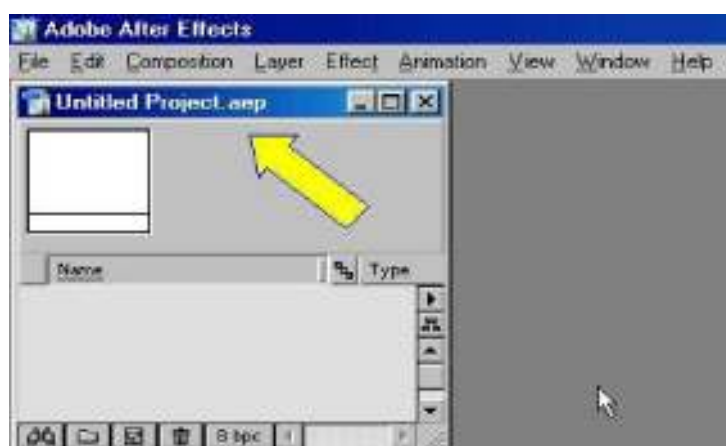 Adobe After Effects
File Edit Composition Layer Effect Animation View Window Help
Untitled Project.aep
Name Type
8 bpc